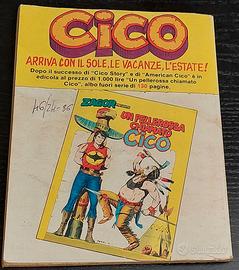 CICO
ARRIVA CON IL SOLE, LE VACANZE, L'ESTATE!
Dopo il successo di "Cico Story" e di "American Cico" è in
edicola al prezzo di 1.000 lire "Un pellerossa chiamato
Cico", albo fuori serie di 130 pagine.
ZAGOR
UN PELLEROSSA
CHIAMATO
CICO
subito